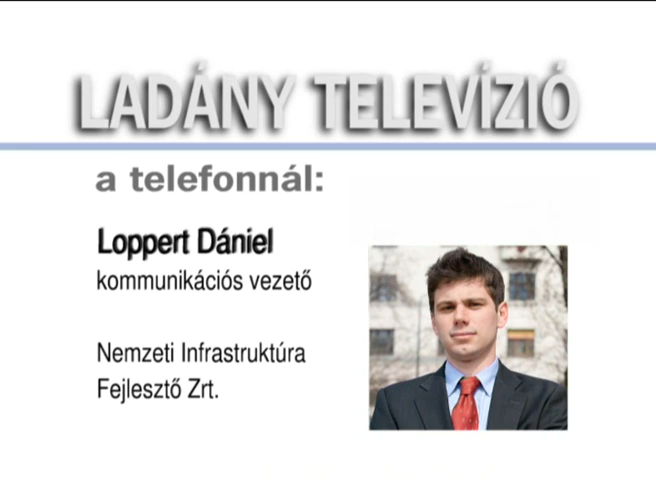 LADÁNY TELEVÍZIÓ
a telefonnál:
Loppert Dániel
kommunikációs vezető
Nemzeti Infrastruktúra
Fejlesztő Zrt.